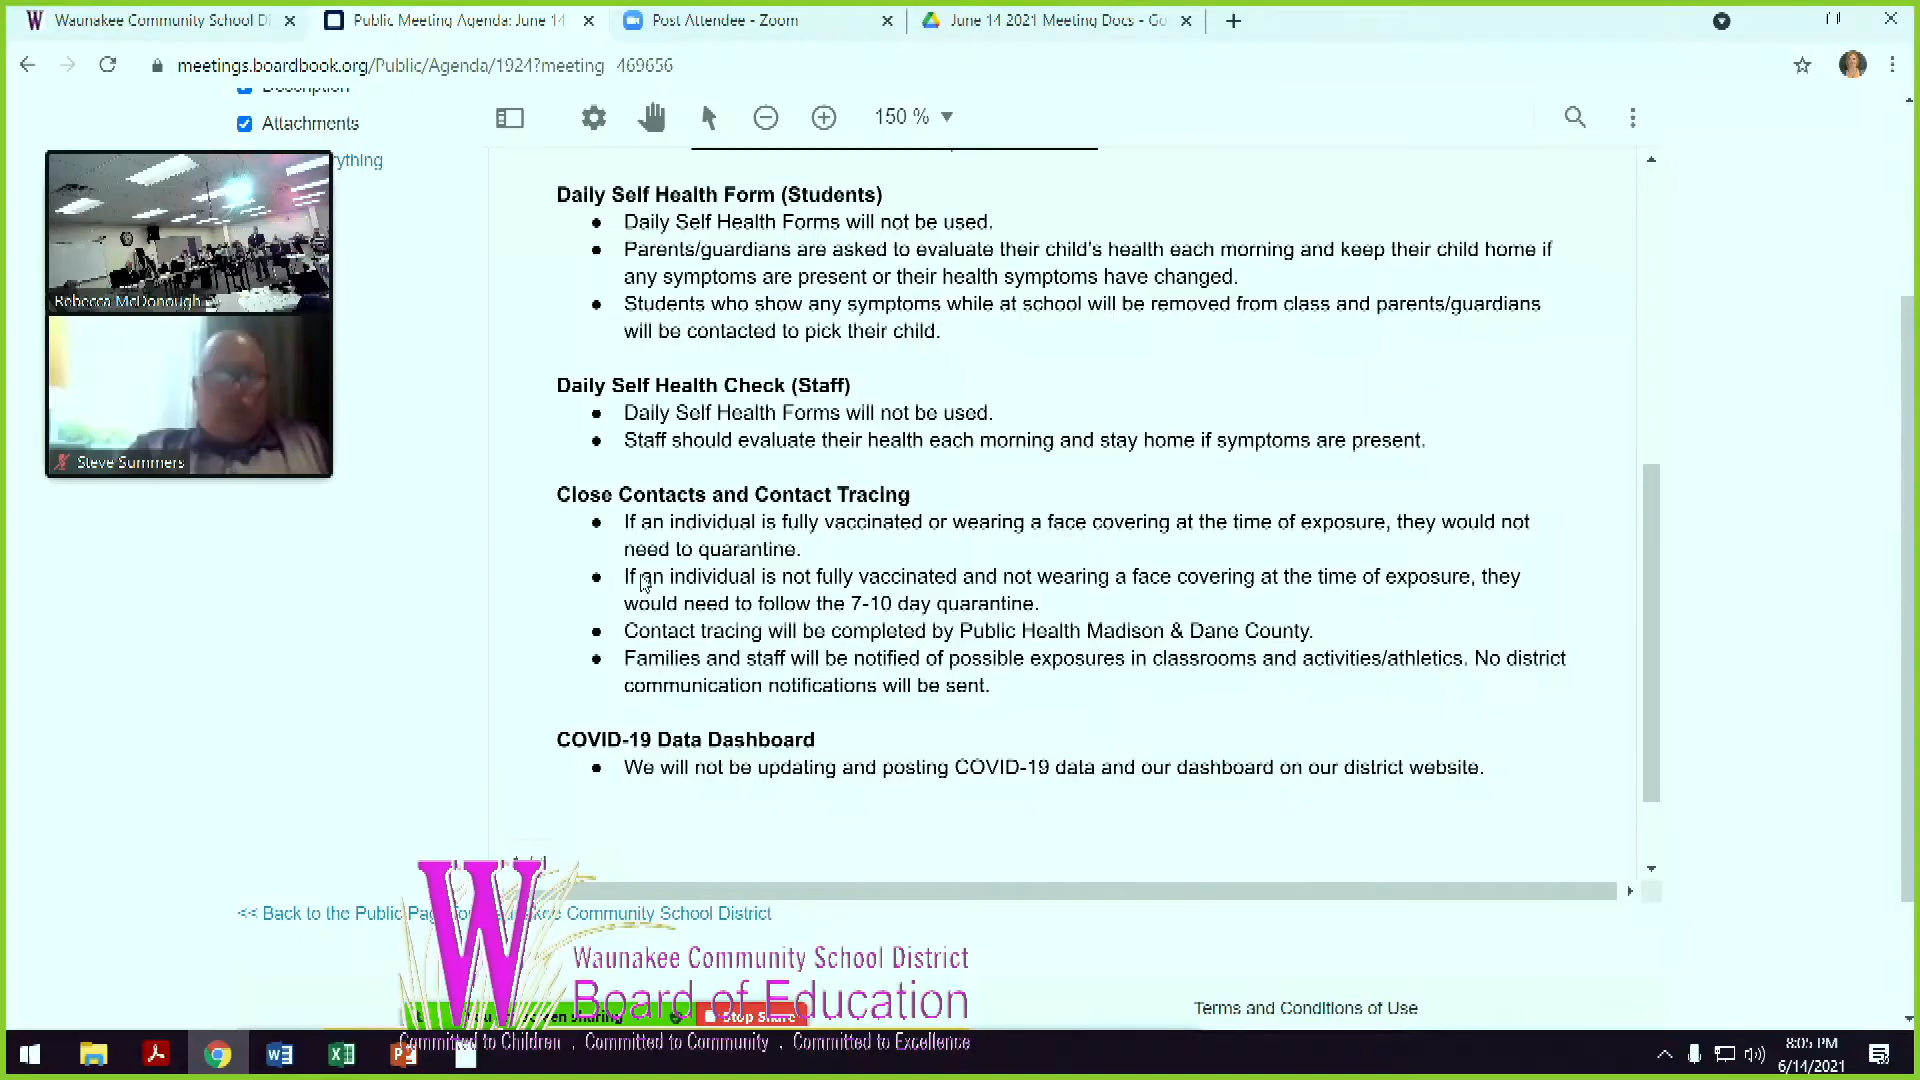 Waunakee Community School Di
Public Meeting Agenda: June 14
Post Attendee - Zoom
June 14 2021 Meeting Docs - Go
meetings.boardbook.org/Public/Agenda/1924?meeting 469656
Description
Attachments
rything
150 %
Rebecca McDonough
Steve Summers
Daily Self Health Form (Students)
● Daily Self Health Forms will not be used.
● Parents/guardians are asked to evaluate their child's health each morning and keep their child home if
any symptoms are present or their health symptoms have changed.
● Students who show any symptoms while at school will be removed from class and parents/guardians
will be contacted to pick their child.
Daily Self Health Check (Staff)
● Daily Self Health Forms will not be used.
● Staff should evaluate their health each morning and stay home if symptoms are present.
Close Contacts and Contact Tracing
● If an individual is fully vaccinated or wearing a face covering at the time of exposure, they would not
need to quarantine.
● If an individual is not fully vaccinated and not wearing a face covering at the time of exposure, they
would need to follow the 7-10 day quarantine.
● Contact tracing will be completed by Public Health Madison & Dane County.
● Families and staff will be notified of possible exposures in classrooms and activities/athletics. No district
communication notifications will be sent.
COVID-19 Data Dashboard
● We will not be updating and posting COVID-19 data and our dashboard on our district website.
<< Back to the Public Community School District
W
Waunakee Community School District
Board of Education
Stop Share
Committed to Children . Committed to Community . Committed to Excellence
Terms and Conditions of Use
8:05 PM
6/14/2021